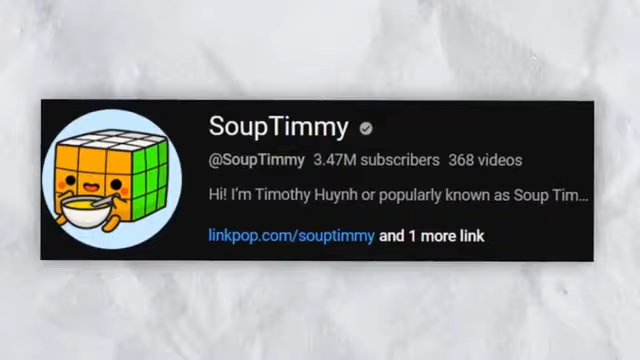 SoupTimmy
@SoupTimmy 3.47M subscribers 368 videos
Hi! I'm Timothy Huynh or popularly known as Soup Tim...
linkpop.com/souptimmy and 1 more link